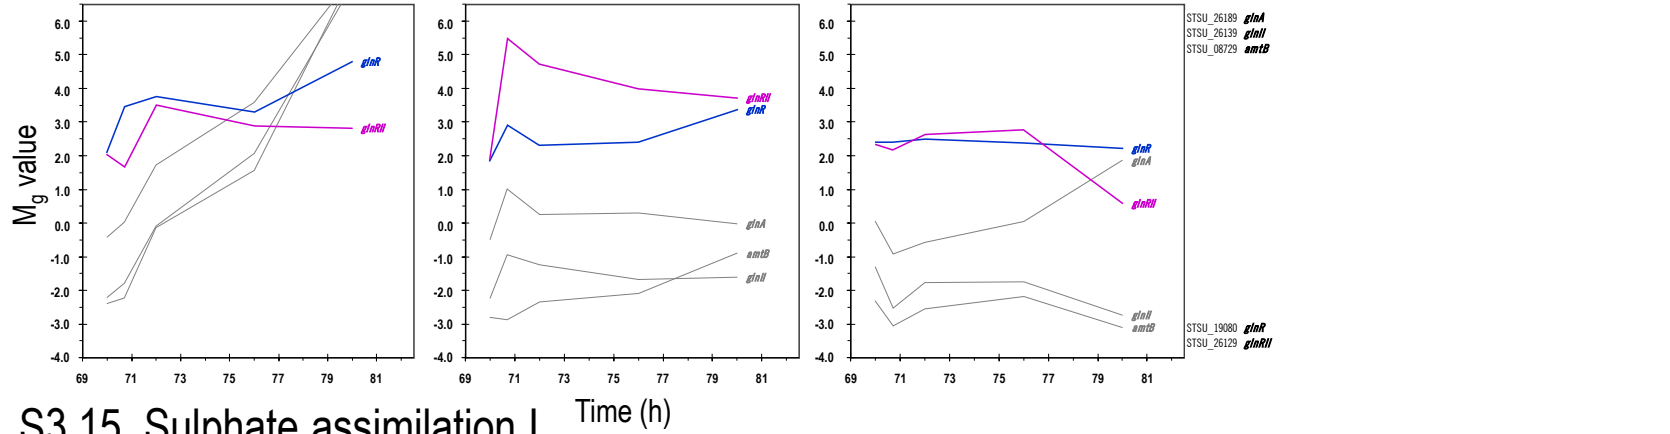 6.0
5.0
4.0
3.0
2.0
1.0
0.0
-1.0
-2.0
-3.0
-4.0
69 71 73 75 77 79 81
glnR
glnRII
Mg value
6.0
5.0
4.0
3.0
2.0
1.0
0.0
-1.0
-2.0
-3.0
-4.0
69 71 73 75 77 79 81
glnRII
glnR
glnA
amtB
glnII
6.0
5.0
4.0
3.0
2.0
1.0
0.0
-1.0
-2.0
-3.0
-4.0
69 71 73 75 77 79 81
glnR
glnA
glnRII
glnII
amtB
STSU_26189 glnA
STSU_26139 glnII
STSU_08729 amtB
STSU_19080 glnR
STSU_26129 glnRII
Time (h)
S3.15. Sulphate assimilation I